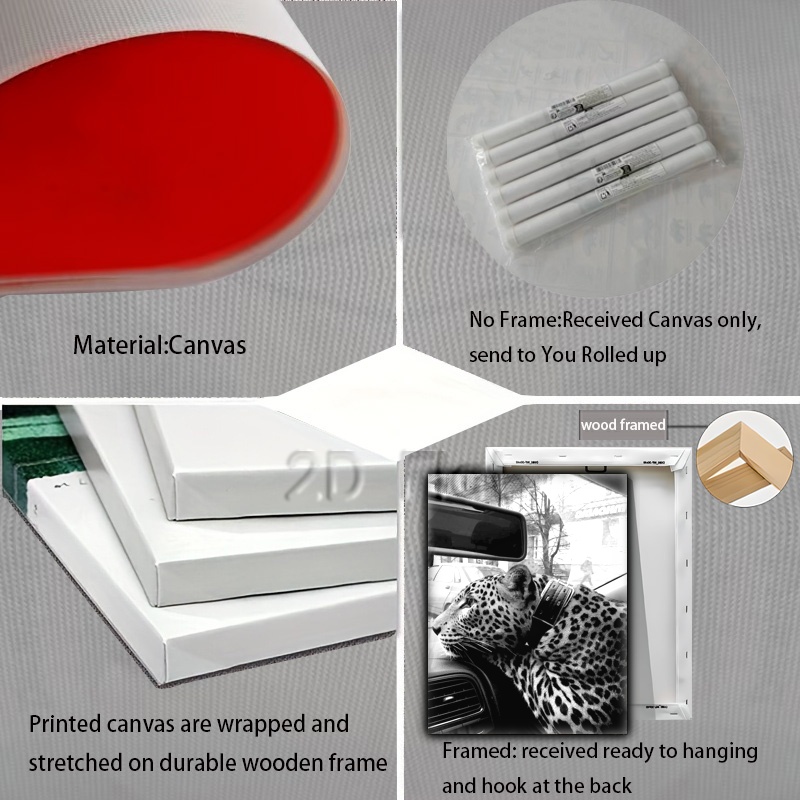 Material:Canvas
No Frame:Received Canvas only,
send to You Rolled up
wood framed
2D
Printed canvas are wrapped and
stretched on durable wooden frame
Framed: received ready to hanging
and hook at the back